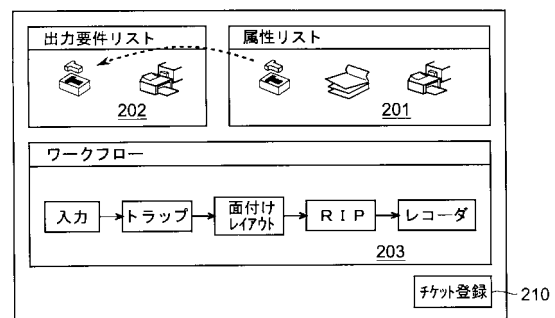 出力要件リスト
属性リスト
202
201
ワークフロー
入力
トラップ
面付け
レイアウト
RIP
レコーダ
203
チケット登録
210